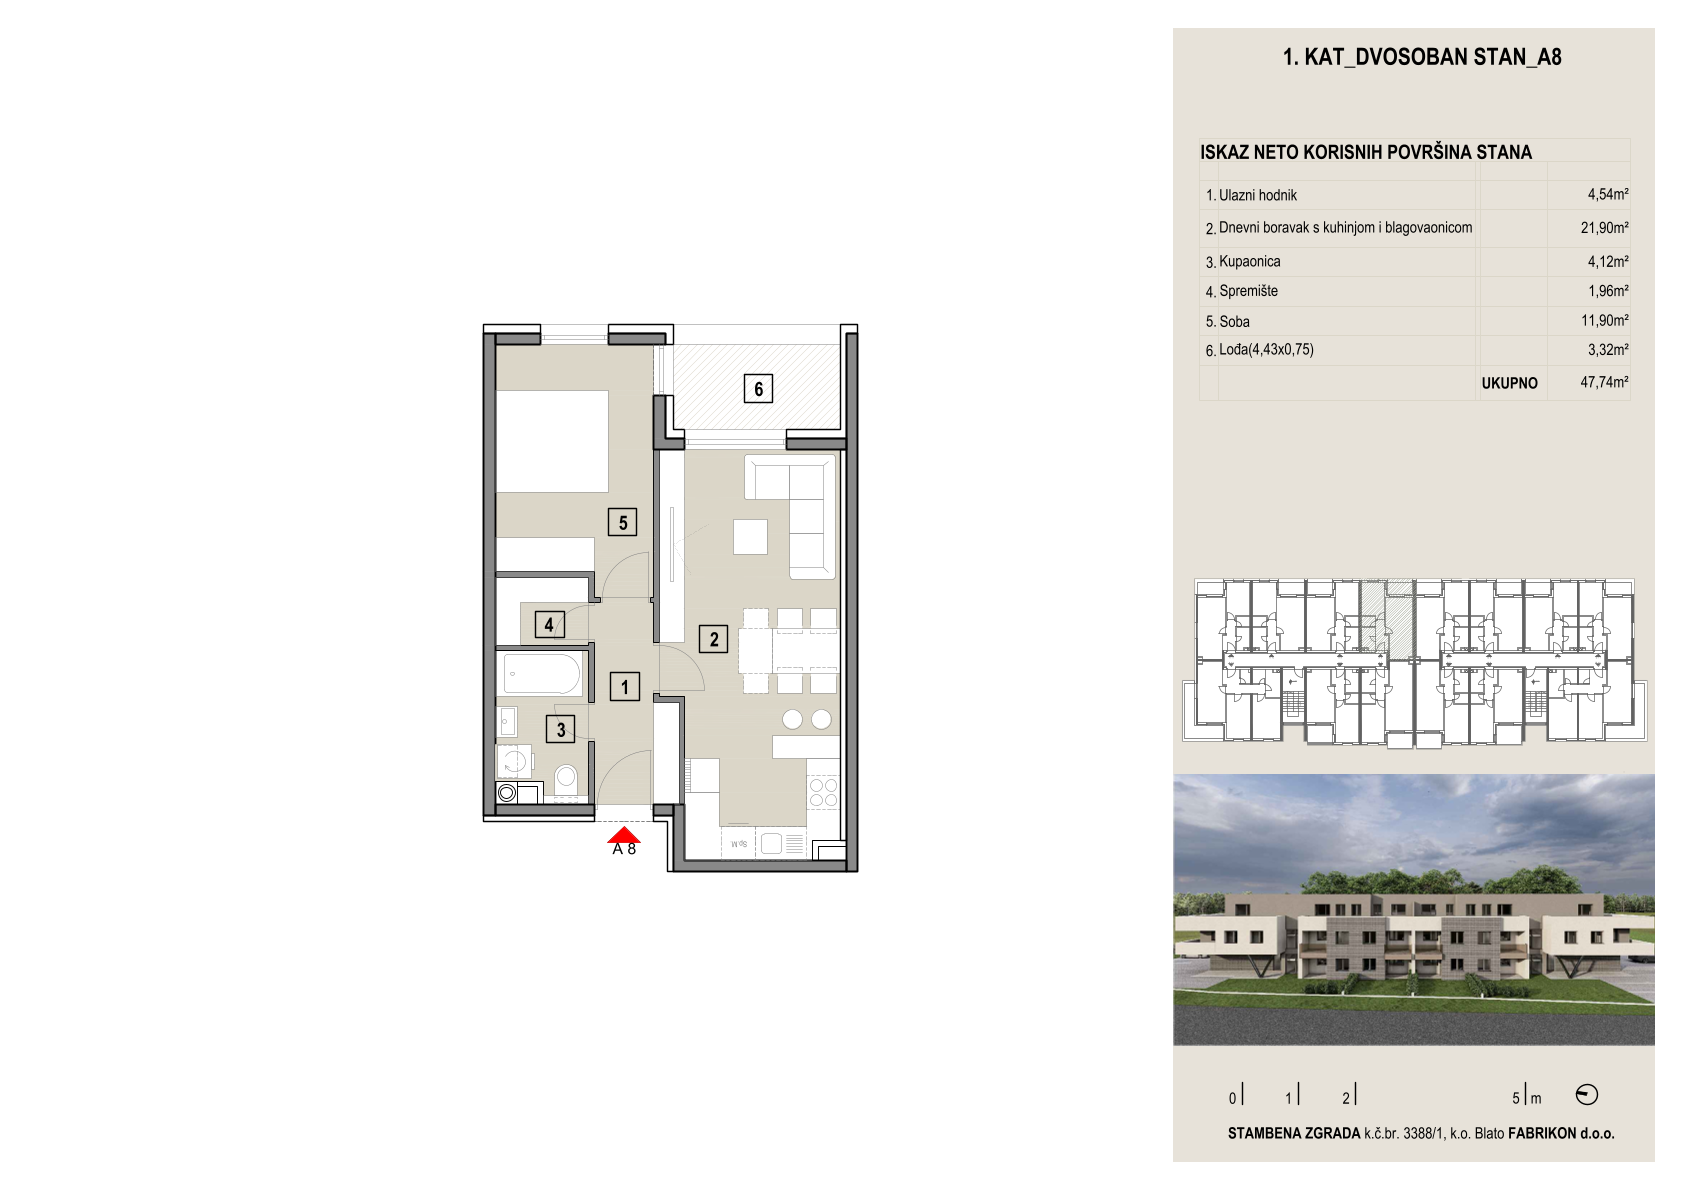 1. KAT_DVOSOBAN STAN_A8
ISKAZ NETO KORISNIH POVRŠINA STANA
1. Ulazni hodnik 4,54m²
2. Dnevni boravak s kuhinjom i blagovaonicom 21,90m²
3. Kupaonica 4,12m²
4. Spremište 1,96m²
5. Soba 11,90m²
6. Lođa(4,43x0,75) 3,32m²
UKUPNO 47,74m²
6
5
4
2
1
3
Sp.M
A 8
0 1 2 5 m
STAMBENA ZGRADA k.č.br. 3388/1, k.o. Blato FABRIKON d.o.o.